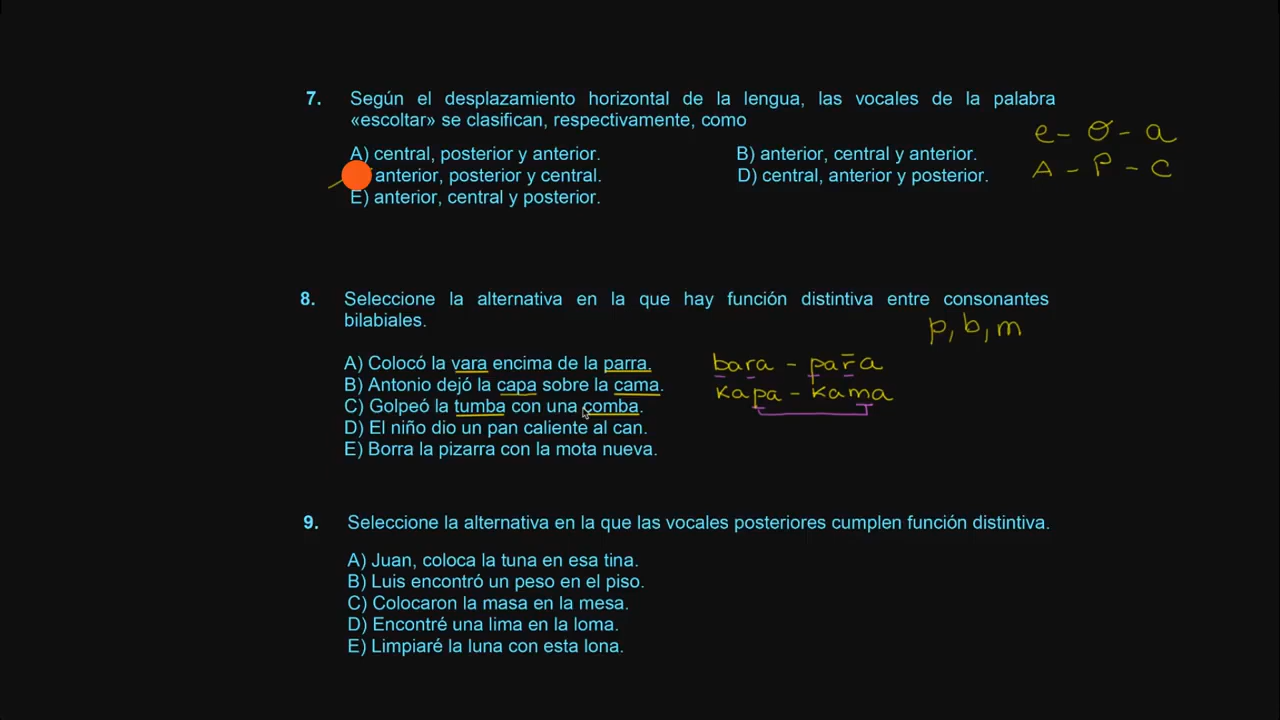 7. Según el desplazamiento horizontal de la lengua, las vocales de la palabra
«escoltar» se clasifican, respectivamente, como
e - o - a
A) central, posterior y anterior. B) anterior, central y anterior.
A - P - C
anterior, posterior y central. D) central, anterior y posterior.
E) anterior, central y posterior.
8. Seleccione la alternativa en la que hay función distintiva entre consonantes
bilabiales.
p, b, m
A) Colocó la vara encima de la parra. bara - par̄a
B) Antonio dejó la capa sobre la cama. kapa - kama
C) Golpeó la tumba con una comba.
D) El niño dio un pan caliente al can.
E) Borra la pizarra con la mota nueva.
9. Seleccione la alternativa en la que las vocales posteriores cumplen función distintiva.
A) Juan, coloca la tuna en esa tina.
B) Luis encontró un peso en el piso.
C) Colocaron la masa en la mesa.
D) Encontré una lima en la loma.
E) Limpiaré la luna con esta lona.